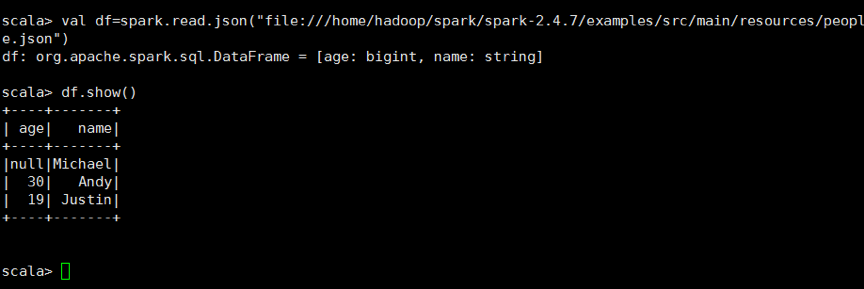 scala> val df=spark.read.json("file:///home/hadoop/spark/spark-2.4.7/examples/src/main/resources/peopl
e.json")
df: org.apache.spark.sql.DataFrame = [age: bigint, name: string]
scala> df.show()
+----+-------+
| age|   name|
+----+-------+
|null|Michael|
|  30|   Andy|
|  19| Justin|
+----+-------+
scala>